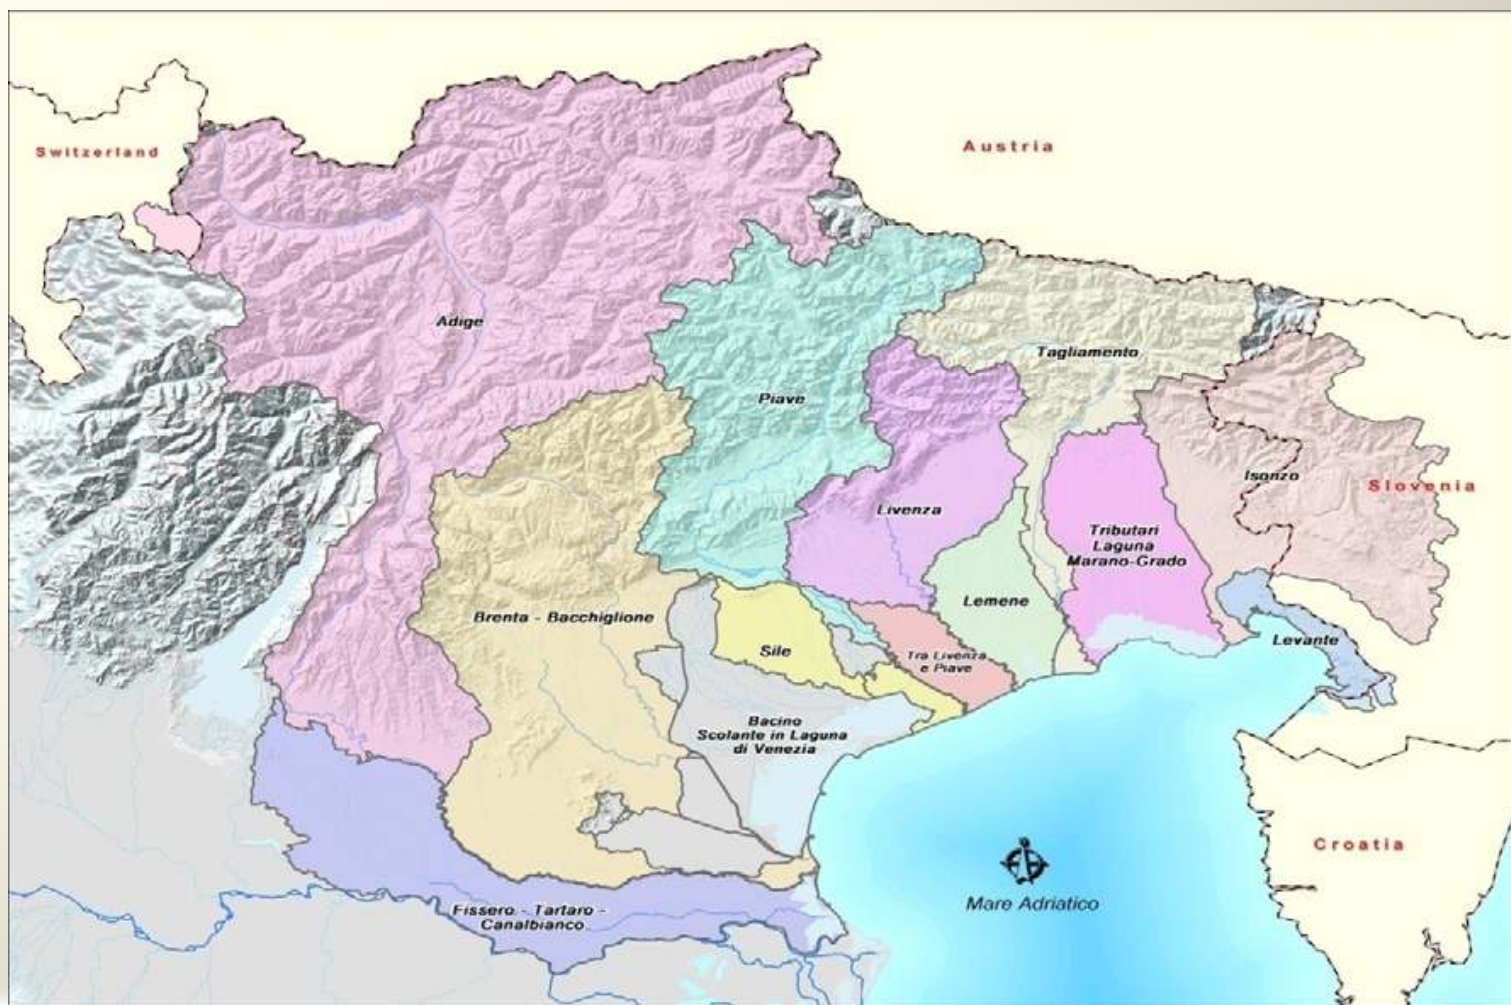 Switzerland
Austria
Adige
Tagliamento
Piave
Isonzo
Slovenia
Livenza
Tributari
Laguna
Marano-Grado
Lemene
Brenta - Bacchiglione
Sile
Tra Livenza
e Piave
Levante
Bacino
Scolante in Laguna
di Venezia
Croatia
Mare Adriatico
Fissero - Tartaro -
Canalbianco